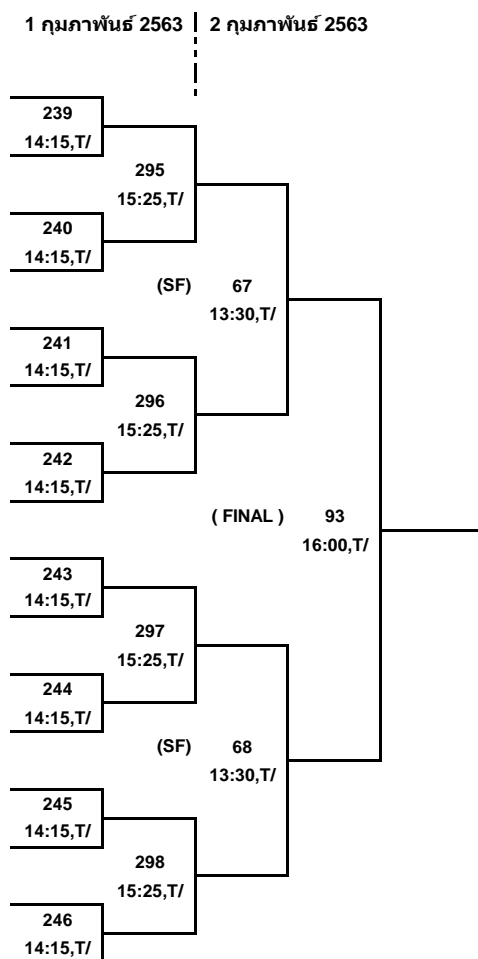 1 กุมภาพันธ์ 2563 2 กุมภาพันธ์ 2563
239
14:15,T/
295
15:25,T/
240
14:15,T/
(SF) 67
13:30,T/
241
14:15,T/
296
15:25,T/
242
14:15,T/
( FINAL ) 93
16:00,T/
243
14:15,T/
297
15:25,T/
244
14:15,T/
(SF) 68
13:30,T/
245
14:15,T/
298
15:25,T/
246
14:15,T/